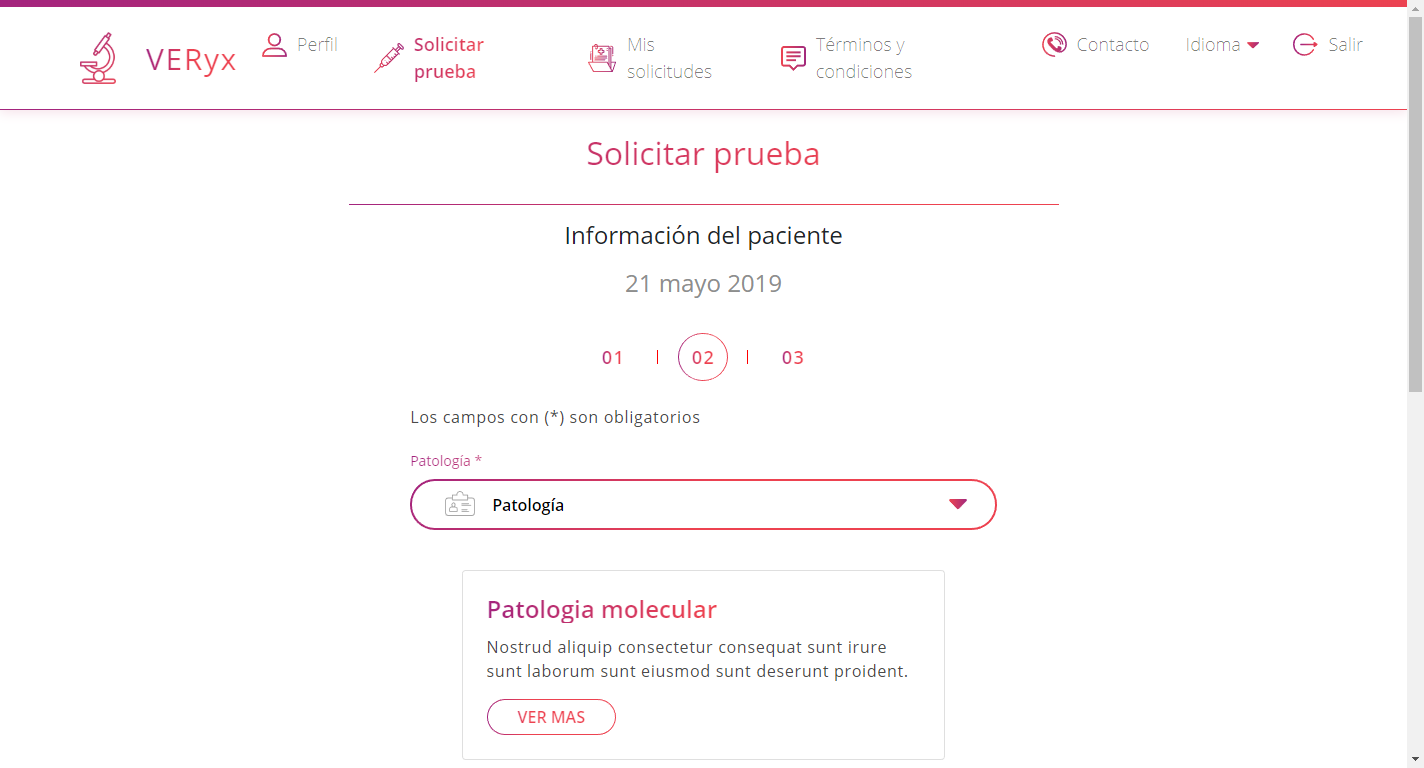 VERyx
Perfil
Solicitar
prueba
Mis
solicitudes
Términos y
condiciones
Contacto
Idioma
Salir
Solicitar prueba
Información del paciente
21 mayo 2019
01 | 02 | 03
Los campos con (*) son obligatorios
Patología *
Patología
Patologia molecular
Nostrud aliquip consectetur consequat sunt irure
sunt laborum sunt eiusmod sunt deserunt proident.
VER MAS